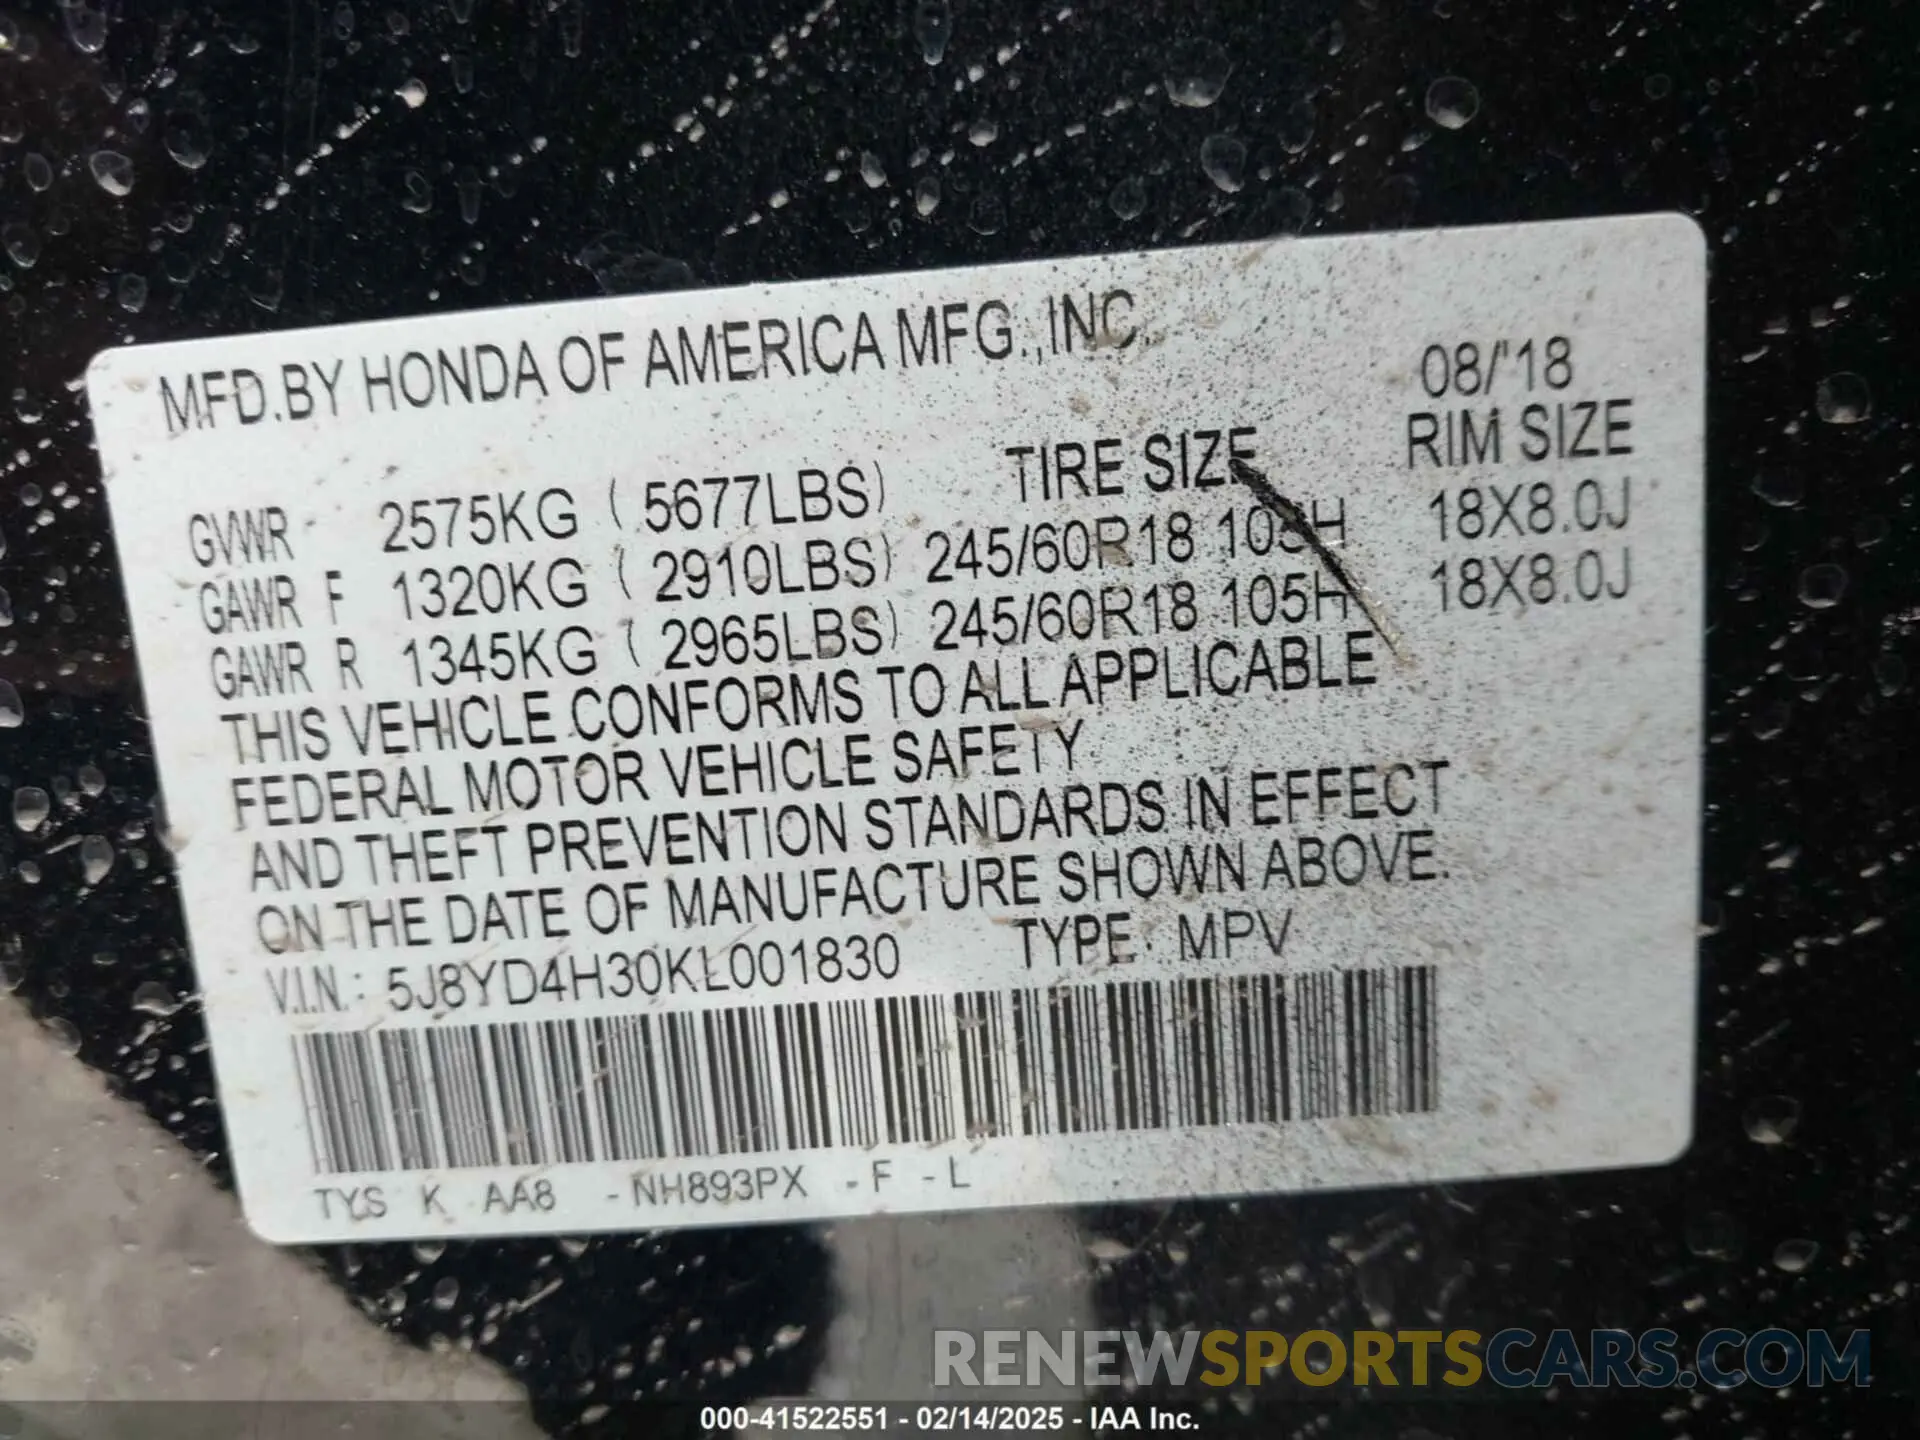 MFD.BY HONDA OF AMERICA MFG.,INC.
08/'18
GVWR 2575KG ( 5677LBS) TIRE SIZE RIM SIZE
GAWR F 1320KG ( 2910LBS) 245/60R18 105H 18X8.0J
GAWR R 1345KG ( 2965LBS) 245/60R18 105H 18X8.0J
THIS VEHICLE CONFORMS TO ALL APPLICABLE
FEDERAL MOTOR VEHICLE SAFETY
AND THEFT PREVENTION STANDARDS IN EFFECT
ON THE DATE OF MANUFACTURE SHOWN ABOVE.
V.I.N.: 5J8YD4H30KL001830 TYPE: MPV
TYS K AA8 -NH893PX -F -L
RENEWSPORTSCARS.COM
000-41522551 - 02/14/2025 - IAA Inc.